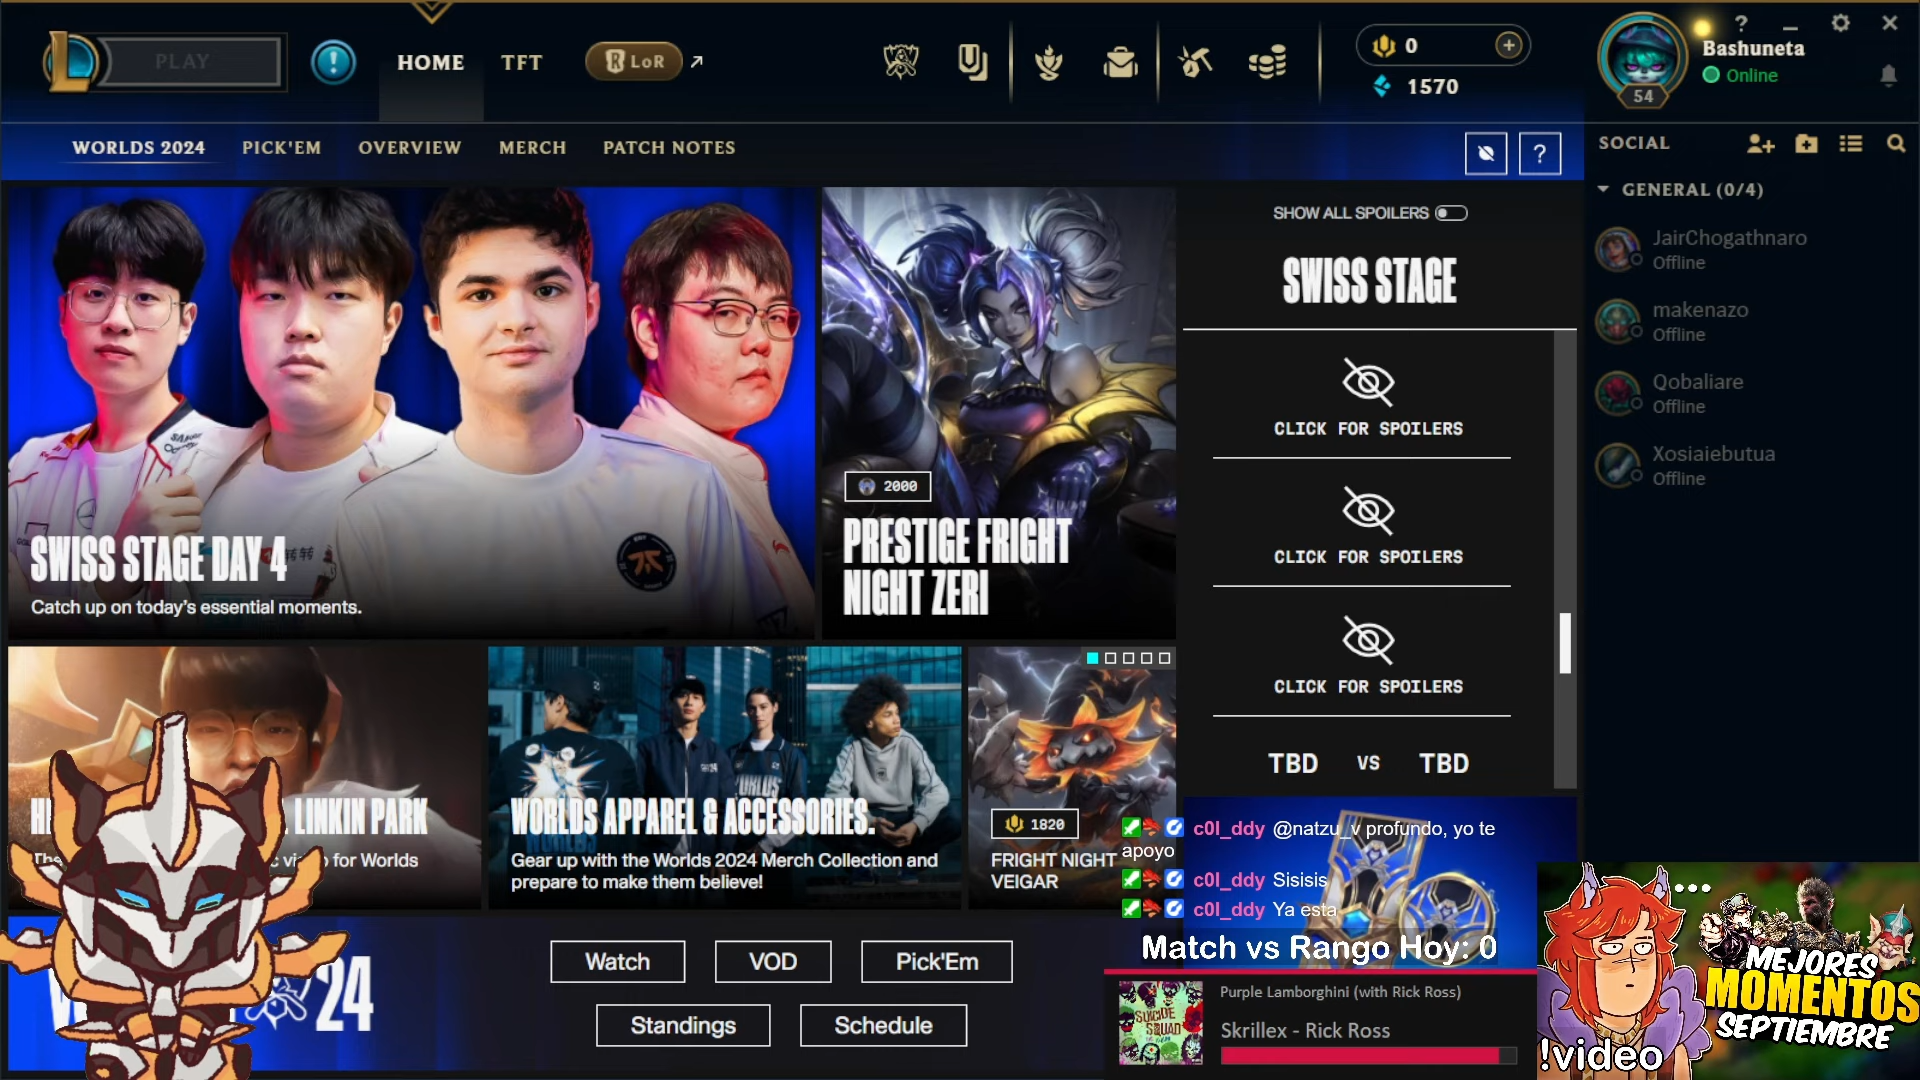 PLAY
HOME
TFT
LoR
0
1570
54
Bashuneta
Online
WORLDS 2024
PICK'EM
OVERVIEW
MERCH
PATCH NOTES
?
SOCIAL
GENERAL (0/4)
JairChogathnaro
Offline
makenazo
Offline
Qobaliare
Offline
Xosiaiebutua
Offline
SHOW ALL SPOILERS
SWISS STAGE
CLICK FOR SPOILERS
CLICK FOR SPOILERS
CLICK FOR SPOILERS
TBD VS TBD
SWISS STAGE DAY 4
Catch up on today's essential moments.
2000
PRESTIGE FRIGHT
NIGHT ZERI
LINKIN PARK
for Worlds
WORLDS APPAREL & ACCESSORIES.
Gear up with the Worlds 2024 Merch Collection and
prepare to make them believe!
1820
FRIGHT NIGHT
VEIGAR
24
Watch
VOD
Pick'Em
Standings
Schedule
c0l_ddy @natzu_v profundo, yo te
apoyo
c0l_ddy Sisisis
c0l_ddy Ya esta
Match vs Rango Hoy: 0
SUICIDE
SQUAD
Purple Lamborghini (with Rick Ross)
Skrillex - Rick Ross
...
MEJORES
MOMENTOS
SEPTIEMBRE
!video